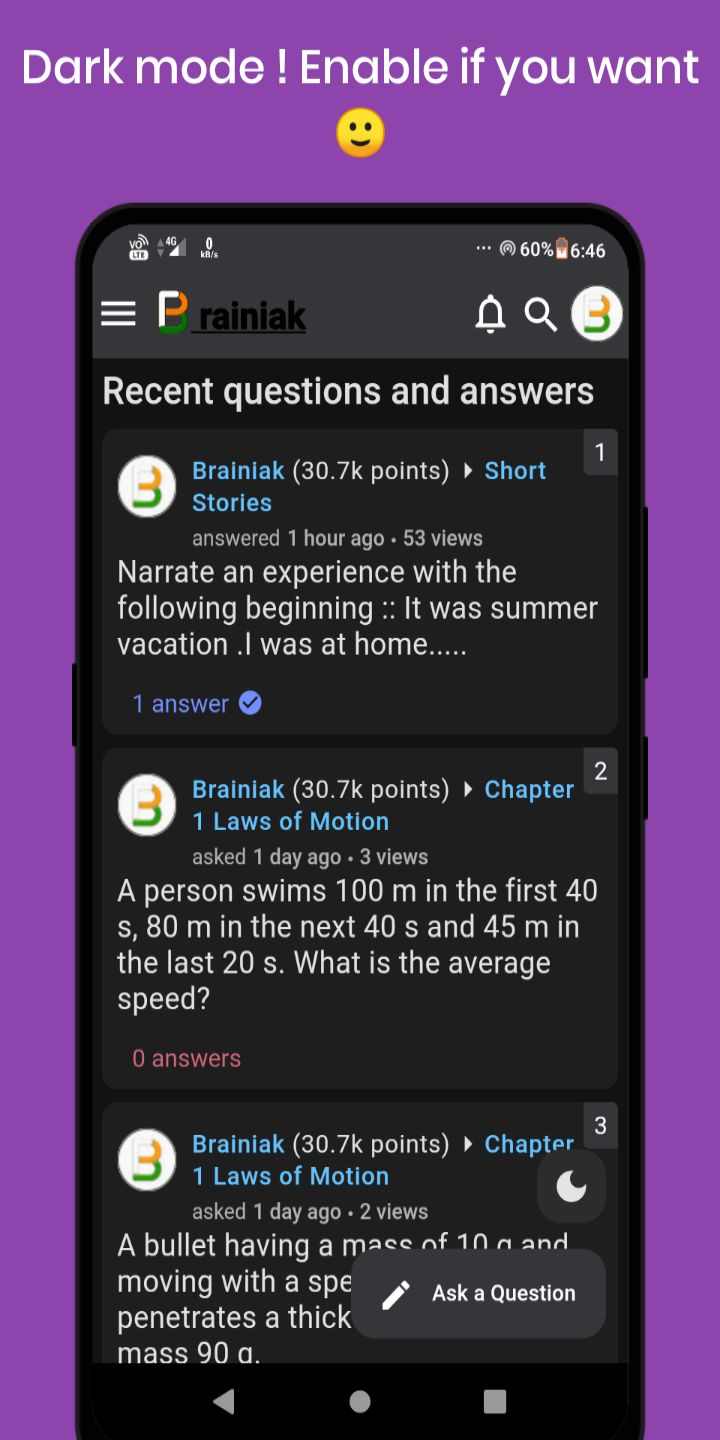 Dark mode ! Enable if you want
🙂
VO LTE 4G 0 kB/s ... 60% 6:46
B rainiak
Recent questions and answers
1
Brainiak (30.7k points) ▸ Short
Stories
answered 1 hour ago • 53 views
Narrate an experience with the
following beginning :: It was summer
vacation .I was at home.....
1 answer
2
Brainiak (30.7k points) ▸ Chapter
1 Laws of Motion
asked 1 day ago • 3 views
A person swims 100 m in the first 40
s, 80 m in the next 40 s and 45 m in
the last 20 s. What is the average
speed?
0 answers
3
Brainiak (30.7k points) ▸ Chapter
1 Laws of Motion
asked 1 day ago • 2 views
A bullet having a mass of 10 g and
moving with a spe
penetrates a thick
Ask a Question
mass 90 g.